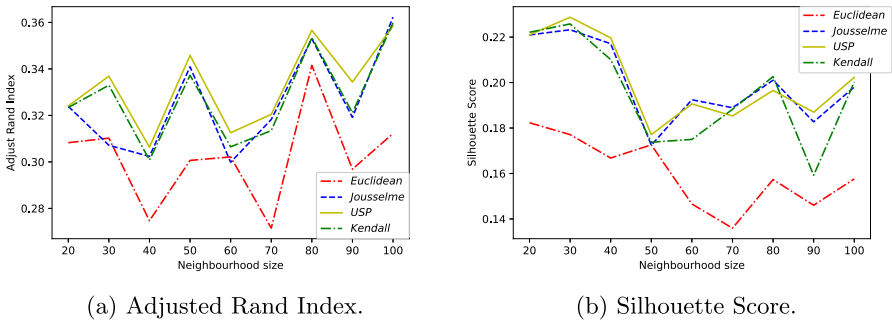 0.36
0.34
0.32
0.30
0.28
Adjust Rand Index
20 30 40 50 60 70 80 90 100
Neighbourhood size
Euclidean
Jousselme
USP
Kendall
(a) Adjusted Rand Index.
0.22
0.20
0.18
0.16
0.14
Silhouette Score
20 30 40 50 60 70 80 90 100
Neighbourhood size
Euclidean
Jousselme
USP
Kendall
(b) Silhouette Score.